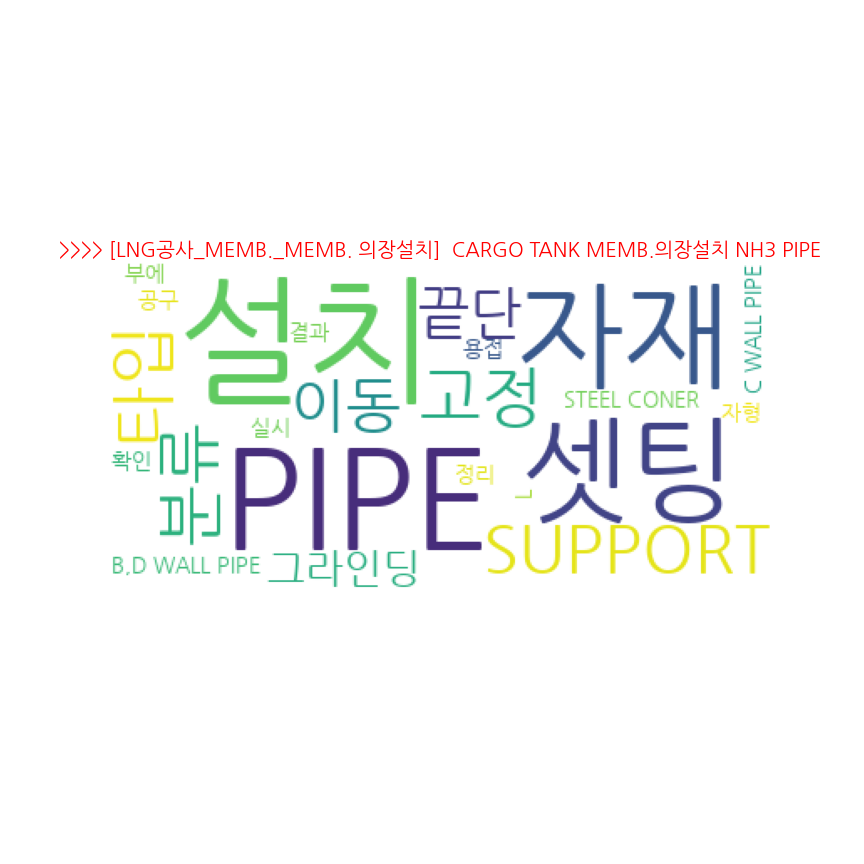 >>>> [LNG공사_MEMB._MEMB. 의장설치]  CARGO TANK MEMB.의장설치 NH3 PIPE
부에
공구
설치
결과
끝단
용접
자재
C WALL PIPE
타입
이동
고정
STEEL CONER
자형
실시
확인
분류
PIPE
정리
ㄴ
셋팅
SUPPORT
B,D WALL PIPE
그라인딩